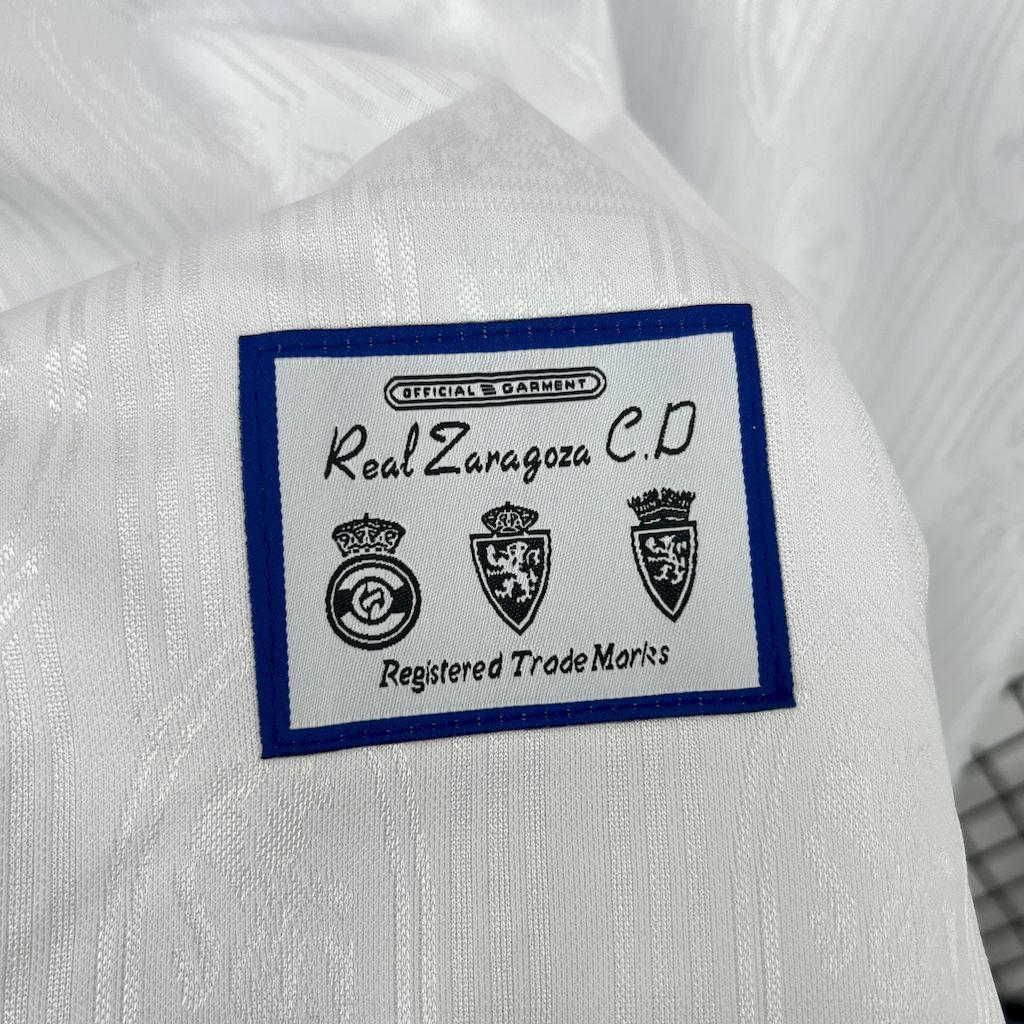 OFFICIAL GARMENT
Real Zaragoza C.D
Registered Trade Marks